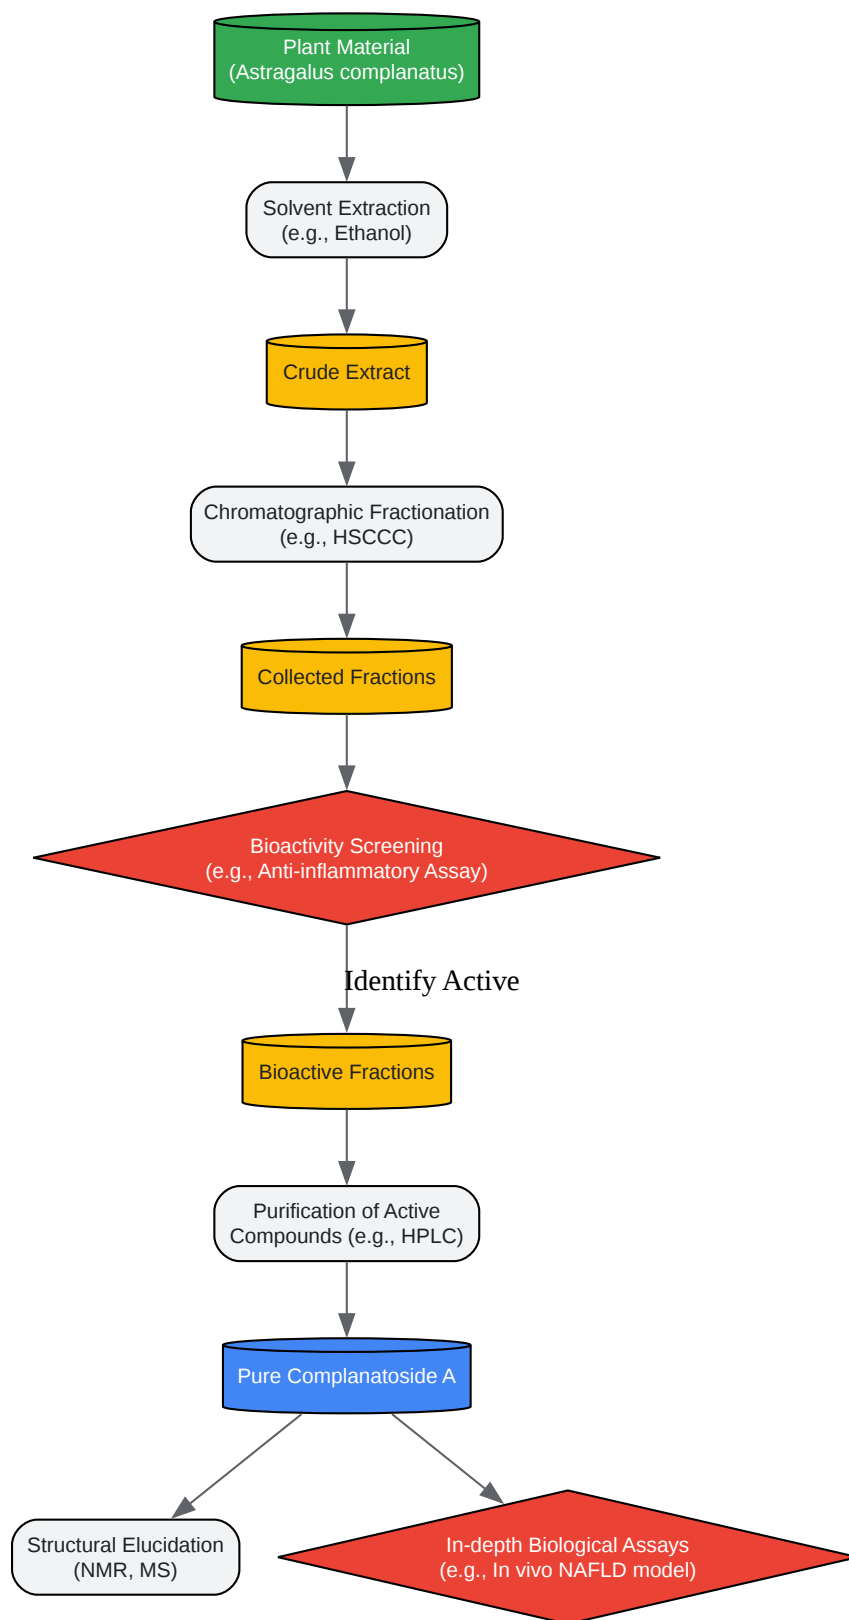 Plant Material
(Astragalus complanatus)
Solvent Extraction
(e.g., Ethanol)
Crude Extract
Chromatographic Fractionation
(e.g., HSCCC)
Collected Fractions
Bioactivity Screening
(e.g., Anti-inflammatory Assay)
Identify Active
Bioactive Fractions
Purification of Active
Compounds (e.g., HPLC)
Pure Complanatoside A
Structural Elucidation
(NMR, MS)
In-depth Biological Assays
(e.g., In vivo NAFLD model)